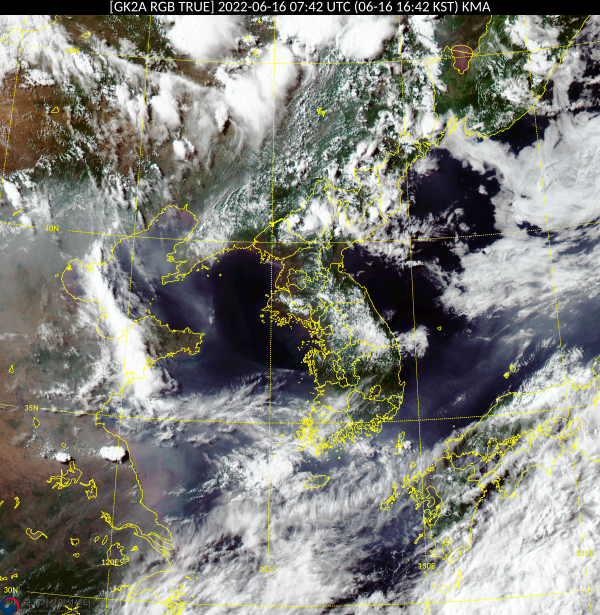 [GK2A RGB TRUE] 2022-06-16 07:42 UTC (06-16 16:42 KST) KMA
40N
35N
120E
130E
30N